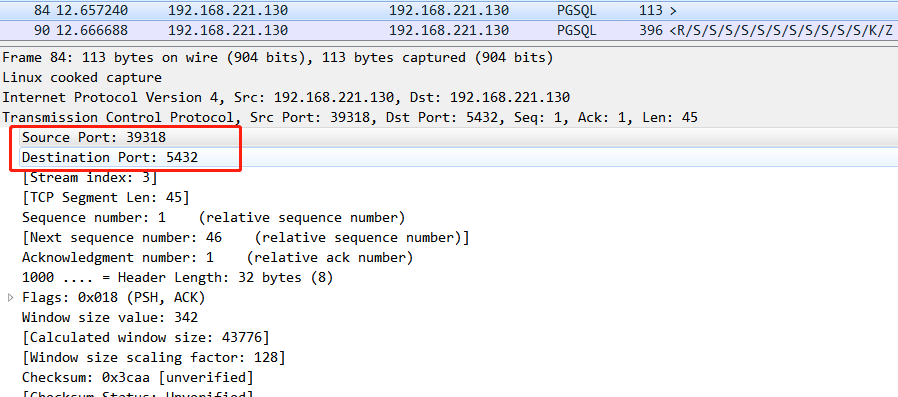 84 12.657240 192.168.221.130 192.168.221.130 PGSQL 113 >
90 12.666688 192.168.221.130 192.168.221.130 PGSQL 396 <R/S/S/S/S/S/S/S/S/S/S/S/K/Z
Frame 84: 113 bytes on wire (904 bits), 113 bytes captured (904 bits)
Linux cooked capture
Internet Protocol Version 4, Src: 192.168.221.130, Dst: 192.168.221.130
Transmission Control Protocol, Src Port: 39318, Dst Port: 5432, Seq: 1, Ack: 1, Len: 45
Source Port: 39318
Destination Port: 5432
[Stream index: 3]
[TCP Segment Len: 45]
Sequence number: 1 (relative sequence number)
[Next sequence number: 46 (relative sequence number)]
Acknowledgment number: 1 (relative ack number)
1000 .... = Header Length: 32 bytes (8)
Flags: 0x018 (PSH, ACK)
Window size value: 342
[Calculated window size: 43776]
[Window size scaling factor: 128]
Checksum: 0x3caa [unverified]
[Checksum Status: Unverified]